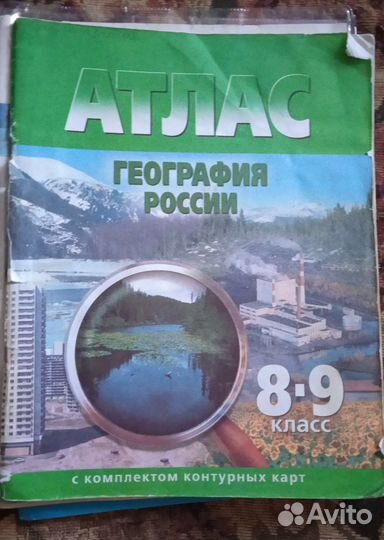 АТЛАС
ГЕОГРАФИЯ
РОССИИ
8-9
КЛАСС
с комплектом контурных карт
Avito